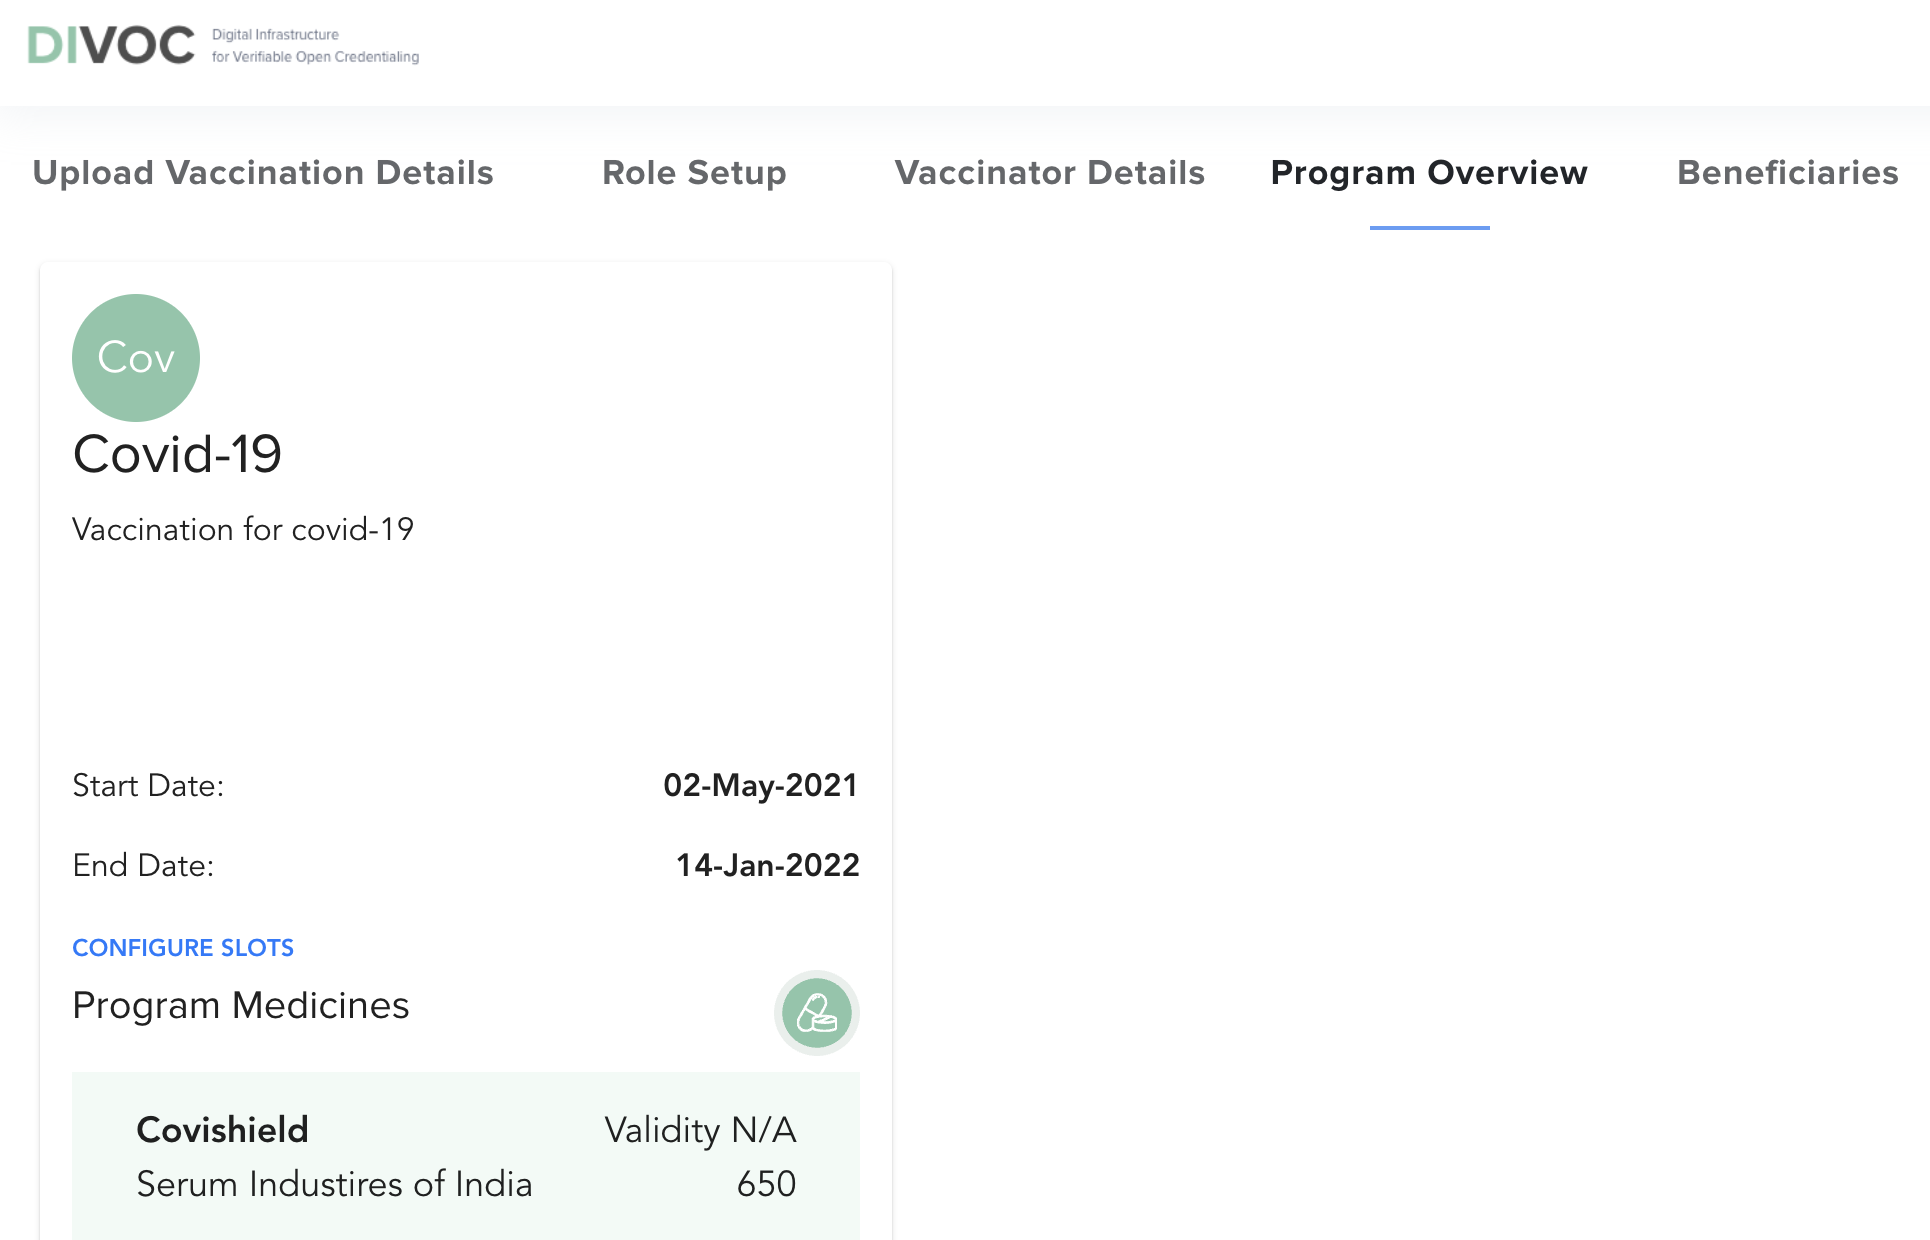 DIVOC
Digital Infrastructure
for Verifiable Open Credentialing
Upload Vaccination Details
Role Setup
Vaccinator Details
Program Overview
Beneficiaries
Cov
Covid-19
Vaccination for covid-19
Start Date: 02-May-2021
End Date: 14-Jan-2022
CONFIGURE SLOTS
Program Medicines
Covishield Validity N/A
Serum Industires of India 650